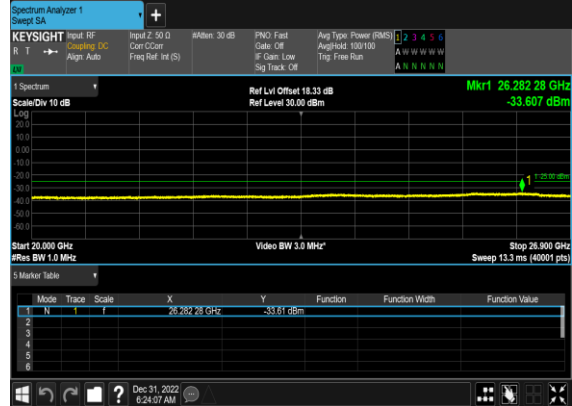 Spectrum Analyzer 1
Swept SA
+
KEYSIGHT
R T
Input: RF
Coupling: DC
Align: Auto
Input Z: 50 Ω
Corr CCorr
Freq Ref: Int (S)
#Atten: 30 dB
PNO: Fast
Gate: Off
IF Gain: Low
Sig Track: Off
Avg Type: Power (RMS)
Avg|Hold: 100/100
Trig: Free Run
1 2 3 4 5 6
A W W W W W
A N N N N N
1 Spectrum
Scale/Div 10 dB
Ref Lvl Offset 18.33 dB
Ref Level 30.00 dBm
Mkr1 26.282 28 GHz
-33.607 dBm
Log
20.0
10.0
0.00
-10.0
-20.0
-30.0
-40.0
-50.0
-60.0
1
Start 20.000 GHz
#Res BW 1.0 MHz
Video BW 3.0 MHz*
Stop 26.900 GHz
Sweep 13.3 ms (40001 pts)
5 Marker Table
Mode Trace Scale X Y Function Function Width Function Value
1 N 1 f 26.282 28 GHz -33.61 dBm
2
3
4
5
6
?
Dec 31, 2022
6:24:07 AM